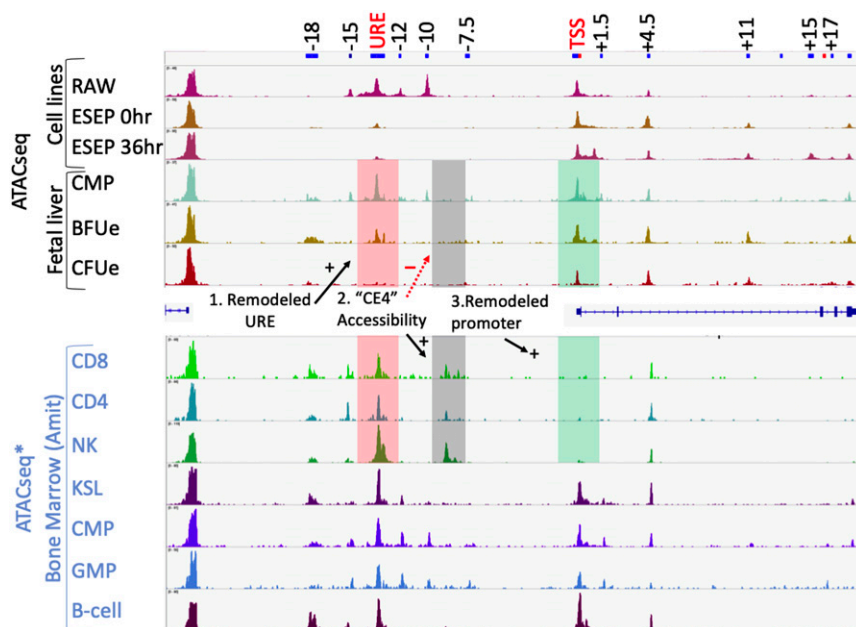 -18
-15
URE
-12
-10
-7.5
TSS
+1.5
+4.5
+11
+15
+17
ATACseq
Cell lines
RAW
ESEP 0hr
ESEP 36hr
Fetal liver
CMP
BFUe
CFUe
+
–
1. Remodeled
URE
2. “CE4”
Accessibility
3.Remodeled
promoter
+
+
ATACseq*
Bone Marrow (Amit)
CD8
CD4
NK
KSL
CMP
GMP
B-cell